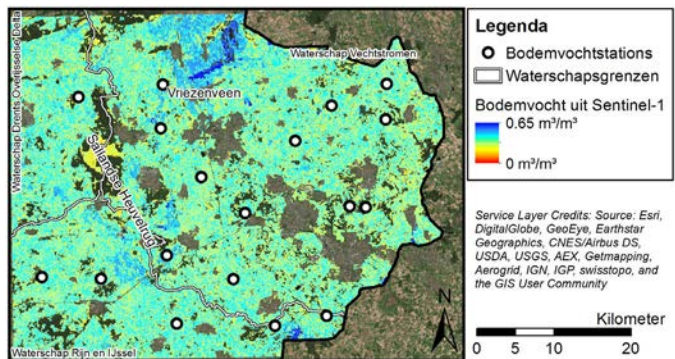 Waterschap Drents Overijsselse Delta
Waterschap Vechtstromen
Vriezenveen
Sallandse Heuvelrug
Waterschap Rijn en IJssel
N
Legenda
Bodemvochtstations
Waterschapsgrenzen
Bodemvocht uit Sentinel-1
0.65 m³/m³
0 m³/m³
Service Layer Credits: Source: Esri,
DigitalGlobe, GeoEye, Earthstar
Geographics, CNES/Airbus DS,
USDA, USGS, AEX, Getmapping,
Aerogrid, IGN, IGP, swisstopo, and
the GIS User Community
Kilometer
0 5 10 20